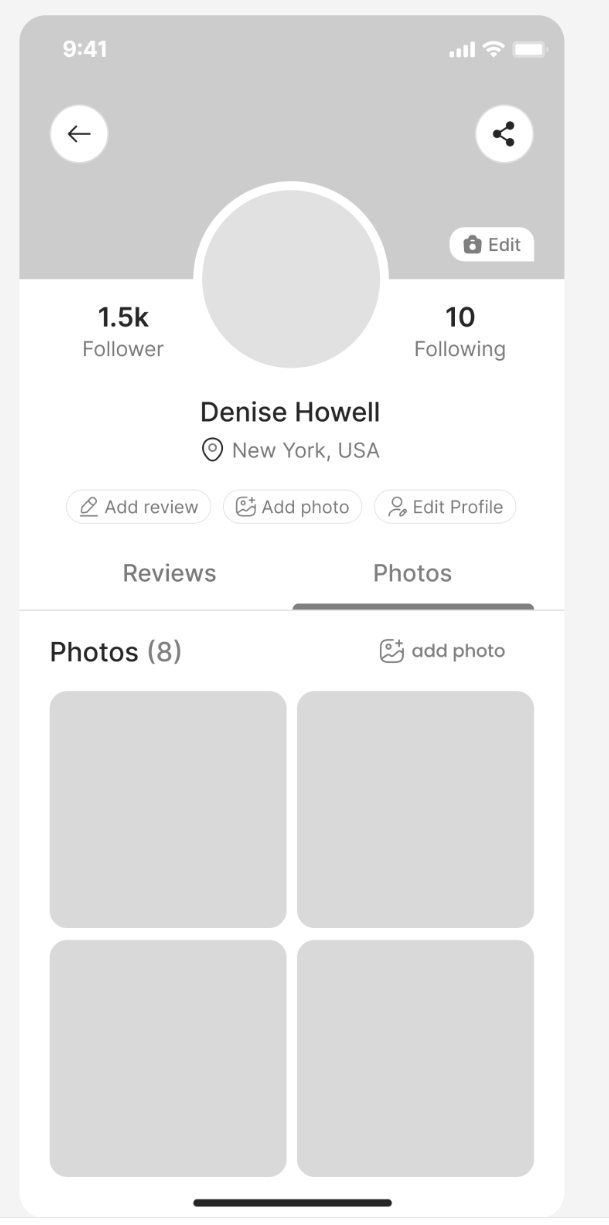 9:41
Edit
1.5k
Follower
10
Following
Denise Howell
New York, USA
Add review
Add photo
Edit Profile
Reviews
Photos
Photos (8)
add photo